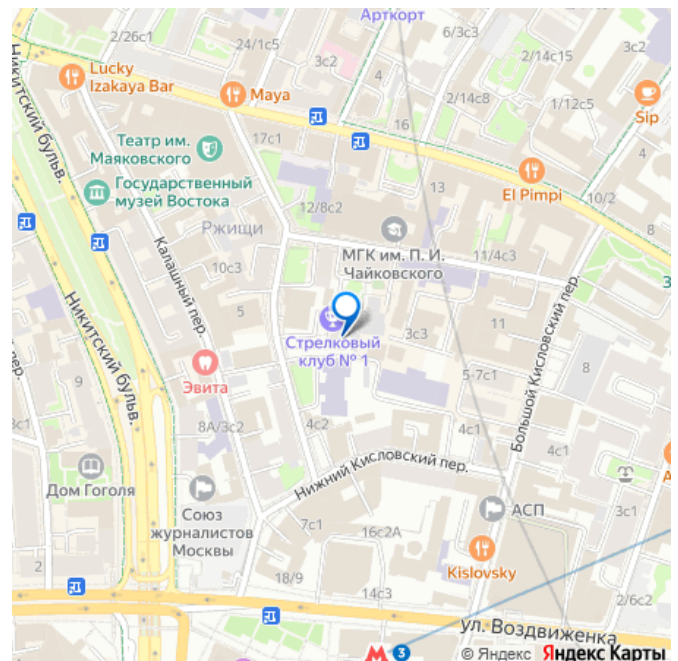 Арткорт
2/26с1
24/1с5
3с2
6/3с3
2/14с15
3с2
Lucky
Izakaya Bar
Maya
4
2/14с8
1/12с5
Sip
Никитский бульв.
Театр им.
Маяковского
17с1
16
4
Государственный
музей Востока
13
El Pimpi
10/2
12/8с2
Ржищи
МГК им. П. И.
Чайковского
11/4с3
8
Калашный пер.
10с3
5
Стрелковый
клуб № 1
3с3
11
Большой Кисловский пер.
Никитский бульв.
Эвита
5-7с1
8
пер.
9
8А/3с2
4с2
4с1
4с1
Нижний Кисловский пер.
Дом Гоголя
Союз
журналистов
Москвы
АСП
3с1
7с1
16с2А
Kislovsky
2
18/9
14с3
2/6с2
ул. Воздвиженка
3
© Яндекс Яндекс Карты